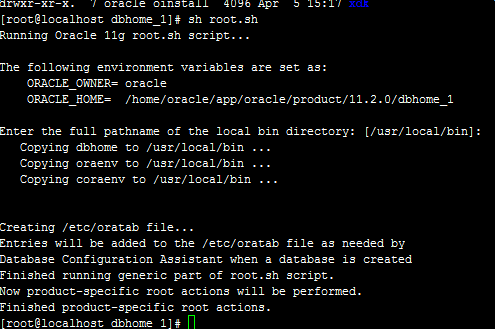 drwxr-xr-x.  7 oracle oinstall  4096 Apr  5 15:17 xdk
[root@localhost dbhome_1]# sh root.sh
Running Oracle 11g root.sh script...
The following environment variables are set as:
    ORACLE_OWNER= oracle
    ORACLE_HOME=  /home/oracle/app/oracle/product/11.2.0/dbhome_1
Enter the full pathname of the local bin directory: [/usr/local/bin]:
   Copying dbhome to /usr/local/bin ...
   Copying oraenv to /usr/local/bin ...
   Copying coraenv to /usr/local/bin ...
Creating /etc/oratab file...
Entries will be added to the /etc/oratab file as needed by
Database Configuration Assistant when a database is created
Finished running generic part of root.sh script.
Now product-specific root actions will be performed.
Finished product-specific root actions.
[root@localhost dbhome_1]#